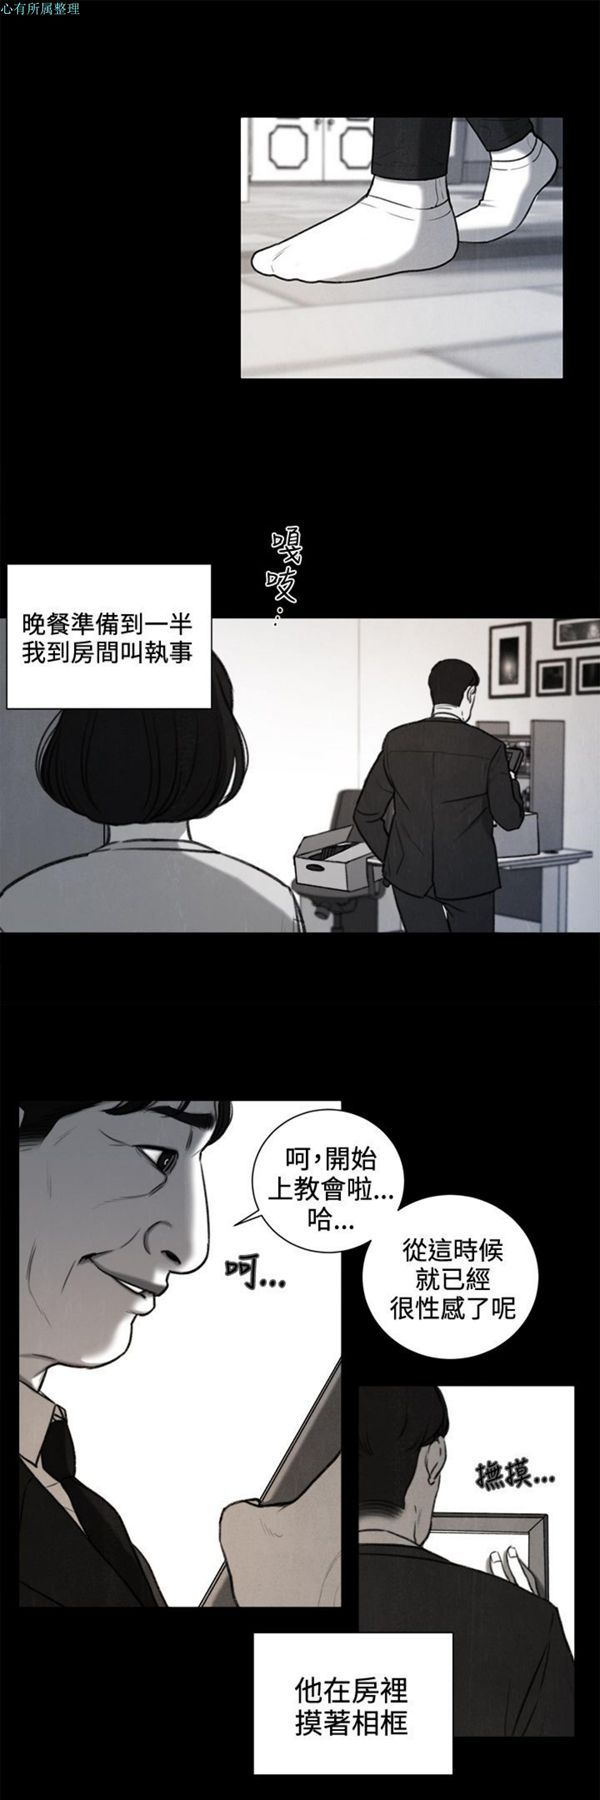 心有所属整理
嘎
吱...
晚餐準備到一半
我到房間叫執事
呵，開始
上教會啦...
哈...
從這時候
就已經
很性感了呢
呵...
撫摸...
他在房裡
摸著相框